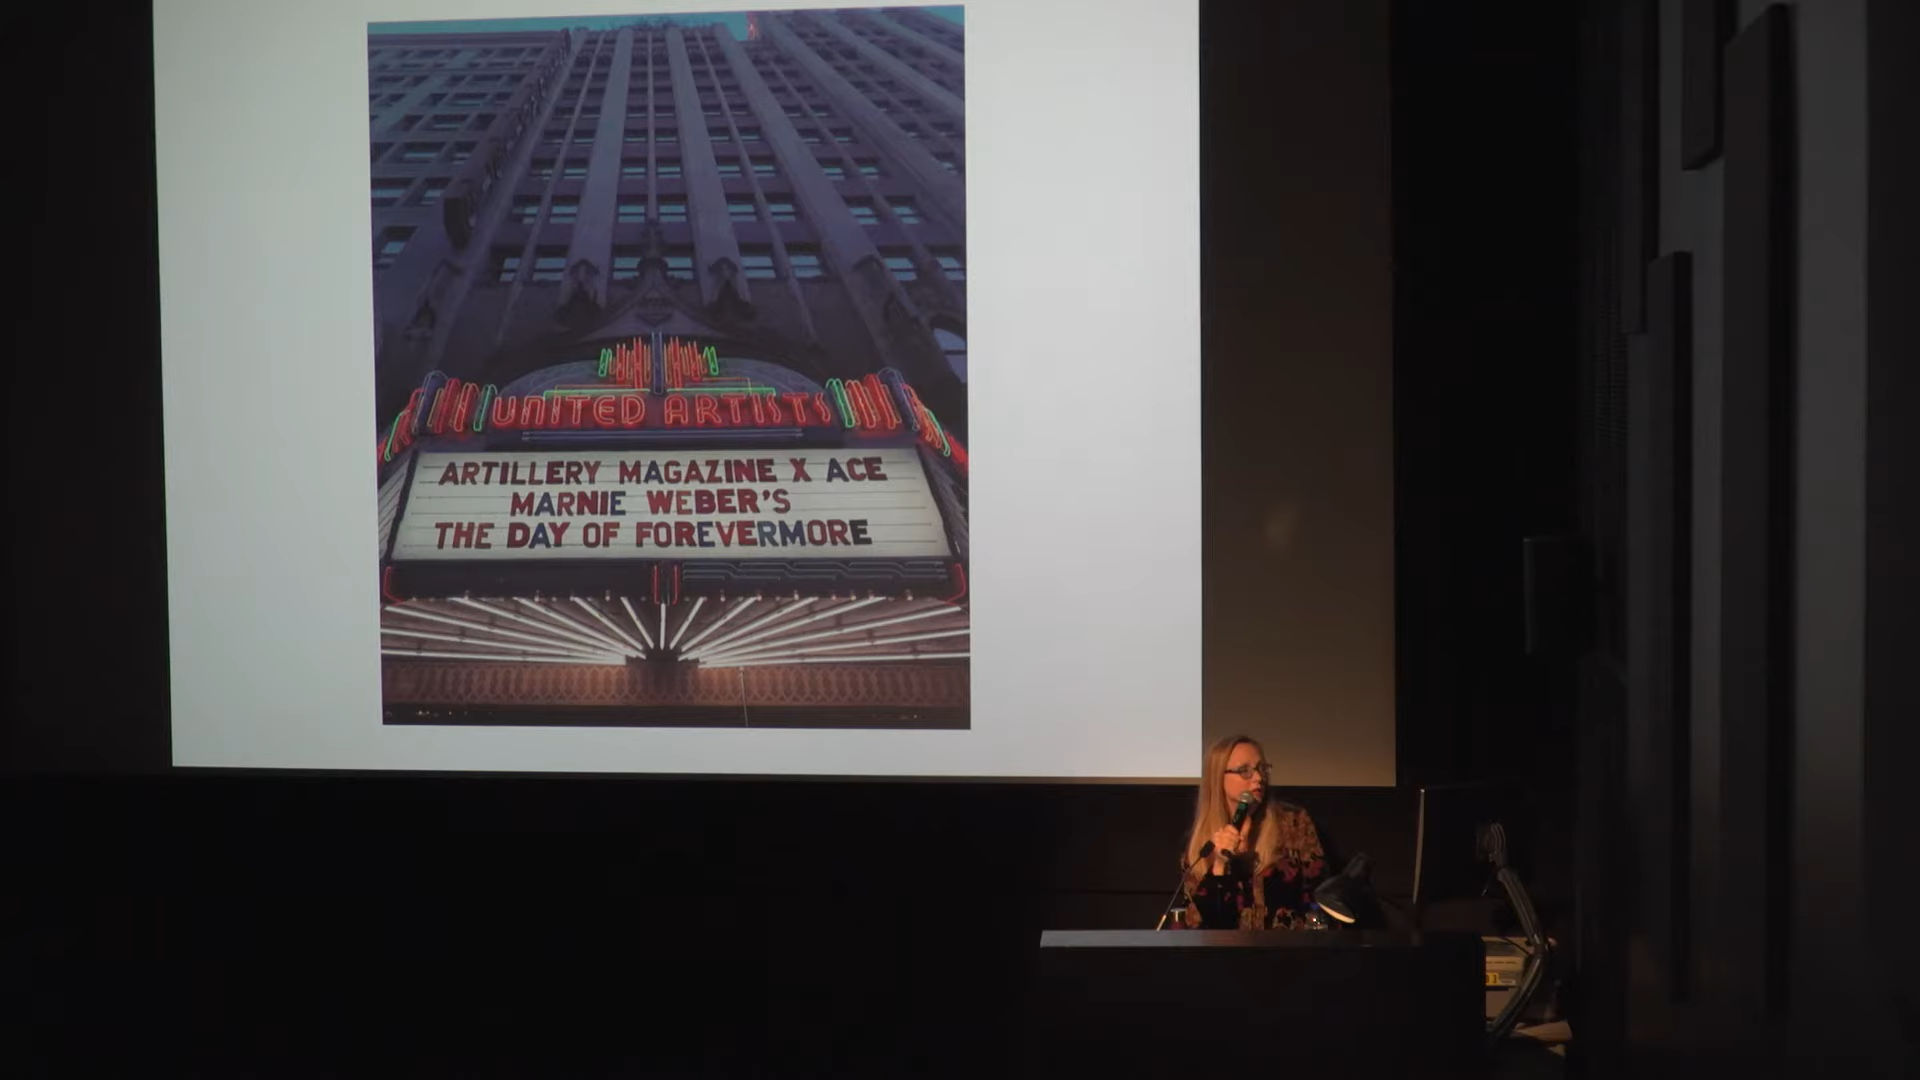 UNITED ARTISTS
ARTILLERY MAGAZINE X ACE
MARNIE WEBER'S
THE DAY OF FOREVERMORE